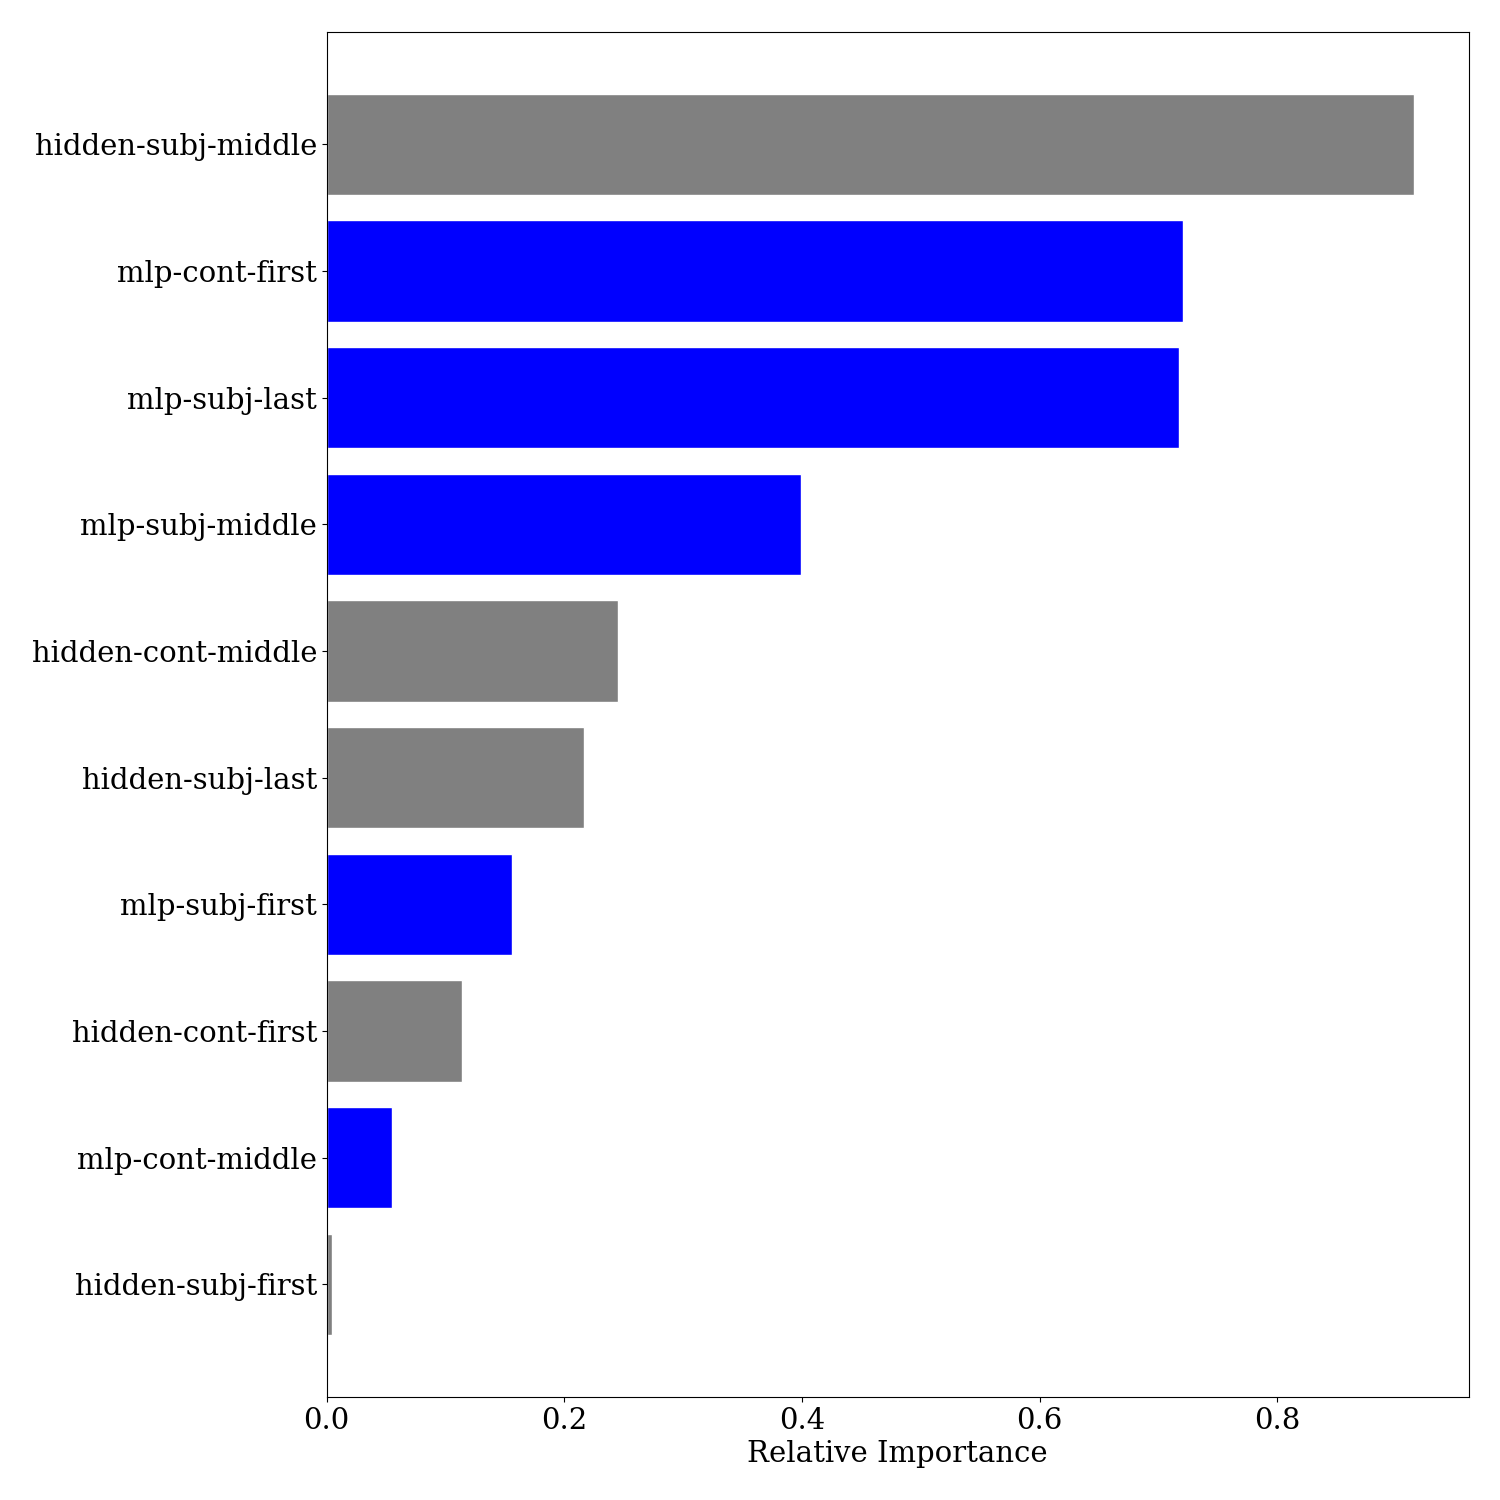 hidden-subj-middle
mlp-cont-first
mlp-subj-last
mlp-subj-middle
hidden-cont-middle
hidden-subj-last
mlp-subj-first
hidden-cont-first
mlp-cont-middle
hidden-subj-first
0.0 0.2 0.4 0.6 0.8
Relative Importance